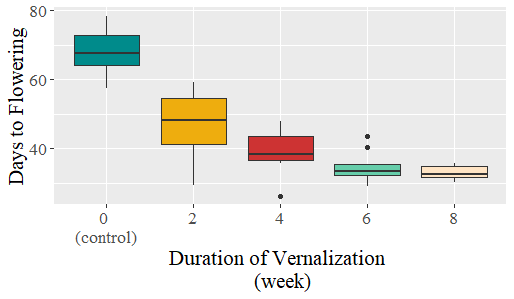 Days to Flowering
80
60
40
0 2 4 6 8
(control)
Duration of Vernalization
(week)